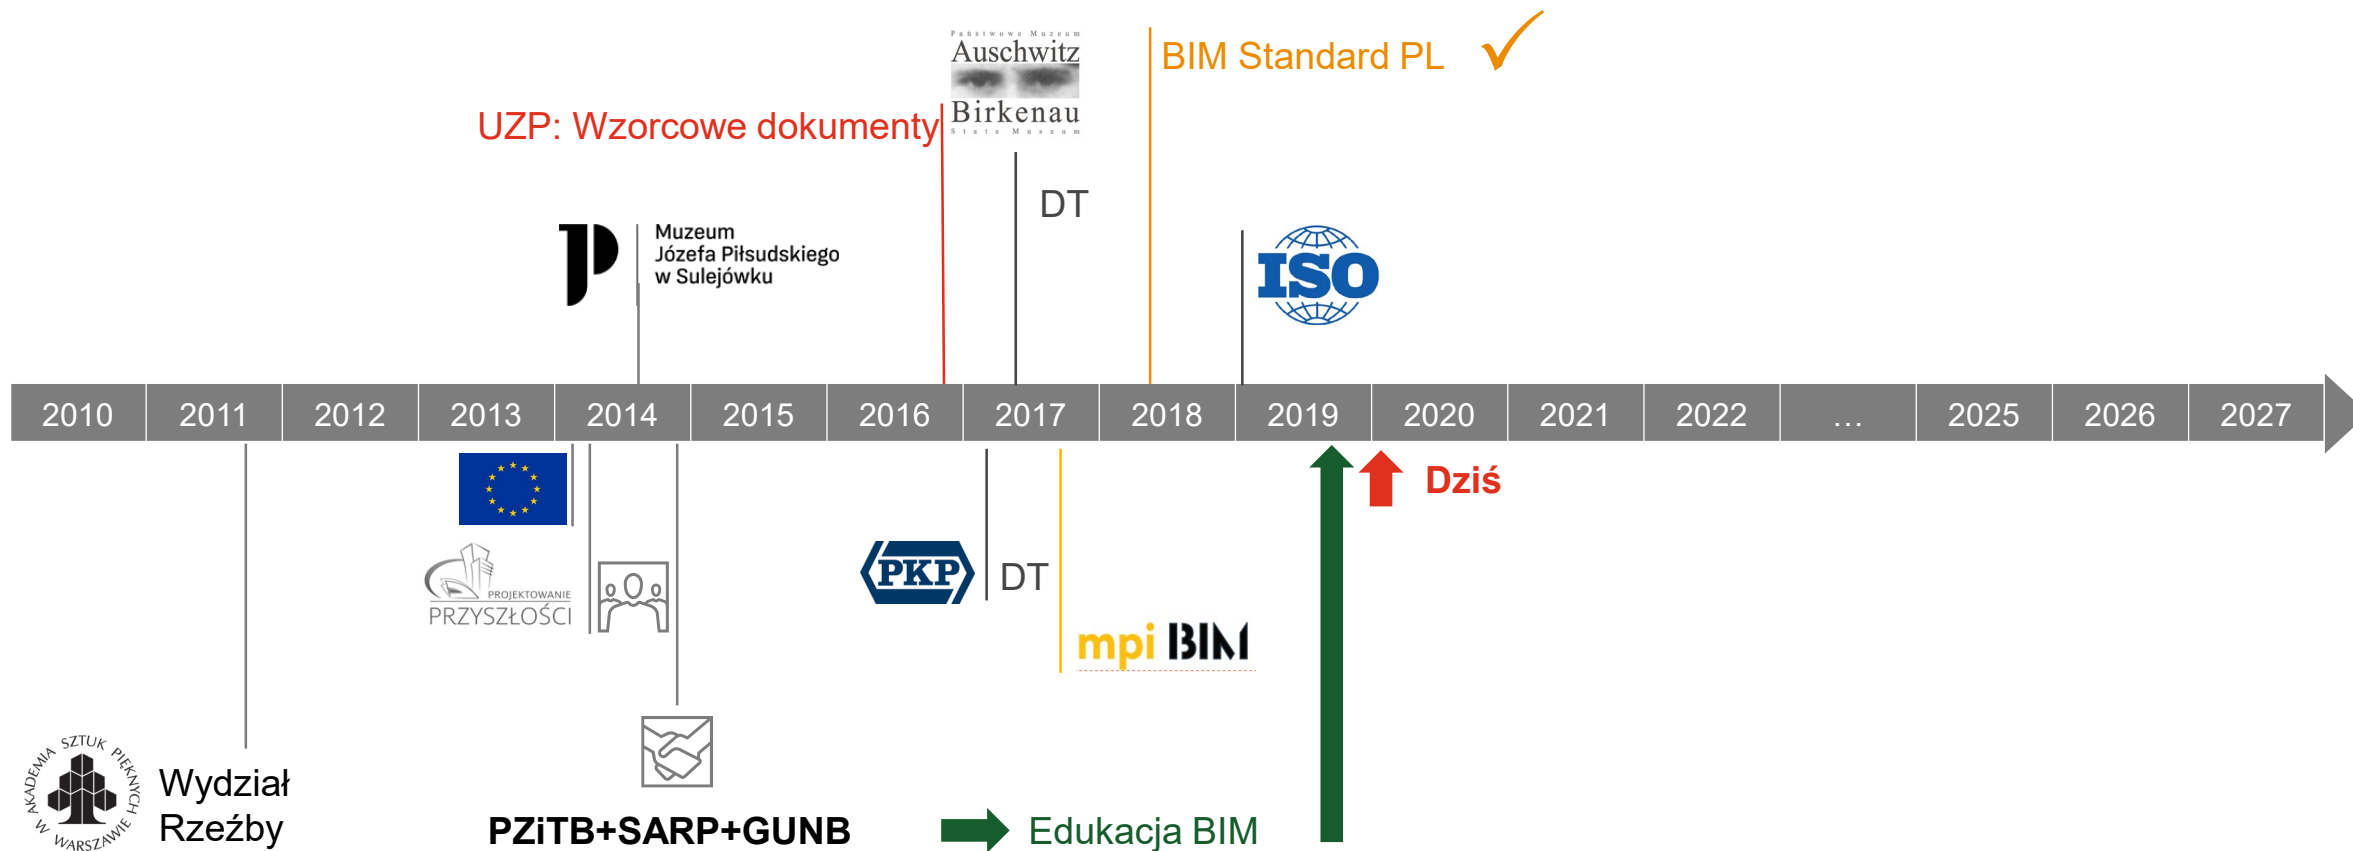 Państwowe Muzeum
Auschwitz
Birkenau
State Museum
BIM Standard PL
UZP: Wzorcowe dokumenty
DT
Muzeum
Józefa Piłsudskiego
w Sulejówku
ISO
2010 2011 2012 2013 2014 2015 2016 2017 2018 2019 2020 2021 2022 … 2025 2026 2027
Dziś
PROJEKTOWANIE
PRZYSZŁOŚCI
PKP
DT
mpi BIM
AKADEMIA SZTUK PIĘKNYCH
W WARSZAWIE
Wydział
Rzeźby
PZiTB+SARP+GUNB
Edukacja BIM